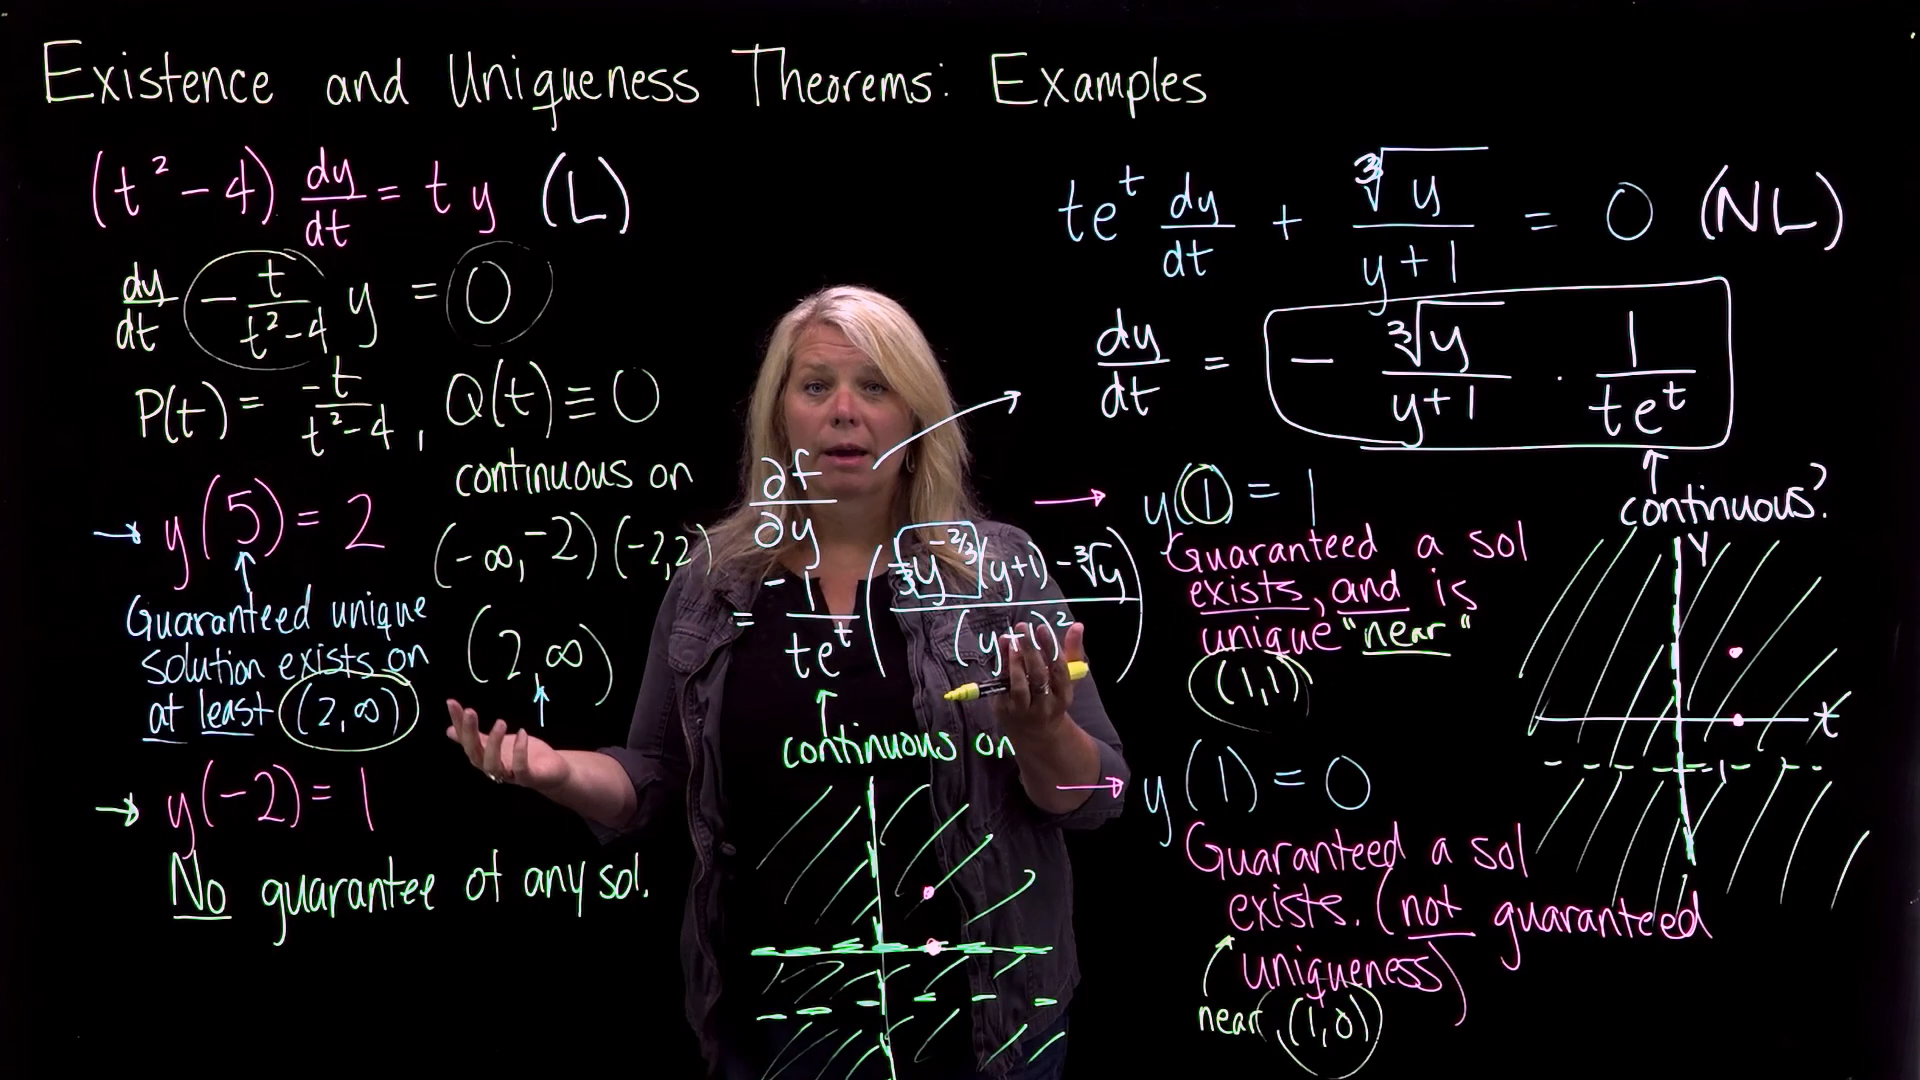 Existence and Uniqueness Theorems: Examples
(t² - 4) dy/dt = ty (L)
dy/dt - t/(t²-4) y = 0
P(t) = -t/(t²-4), Q(t) ≡ 0
continuous on
(-∞,-2) (-2,2)
(2,∞)
→ y(5) = 2
Guaranteed unique
solution exists on
at least (2,∞)
→ y(-2) = 1
No guarantee of any sol.
∂f/∂y
= -1/(te^t) ( (1/3 y^(-2/3) (y+1) - ∛y) / (y+1)² )
continuous on
te^t dy/dt + ∛y/(y+1) = 0 (NL)
dy/dt = - ∛y/(y+1) · 1/(te^t)
continuous?
y
t
→ y(1) = 1
Guaranteed a sol
exists, and is
unique "near"
(1,1)
→ y(1) = 0
Guaranteed a sol
exists. (not guaranteed
uniqueness)
near (1,0)